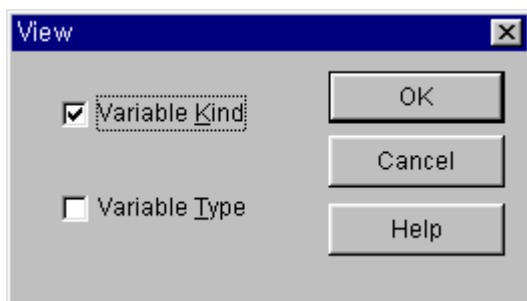 View
Variable Kind
OK
Cancel
Variable Type
Help